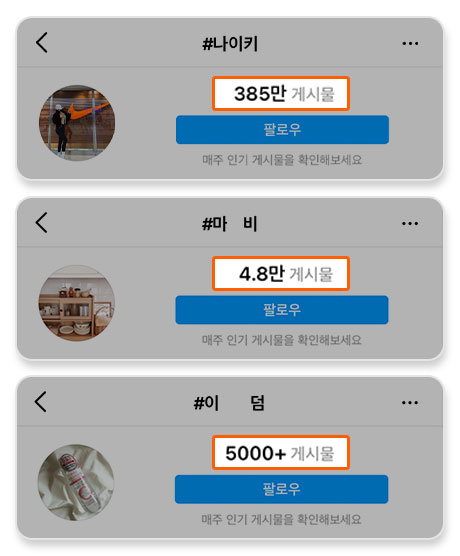 #나이키
385만 게시물
팔로우
매주 인기 게시물을 확인해보세요
#마 비
4.8만 게시물
팔로우
매주 인기 게시물을 확인해보세요
#이 덤
5000+ 게시물
팔로우
매주 인기 게시물을 확인해보세요